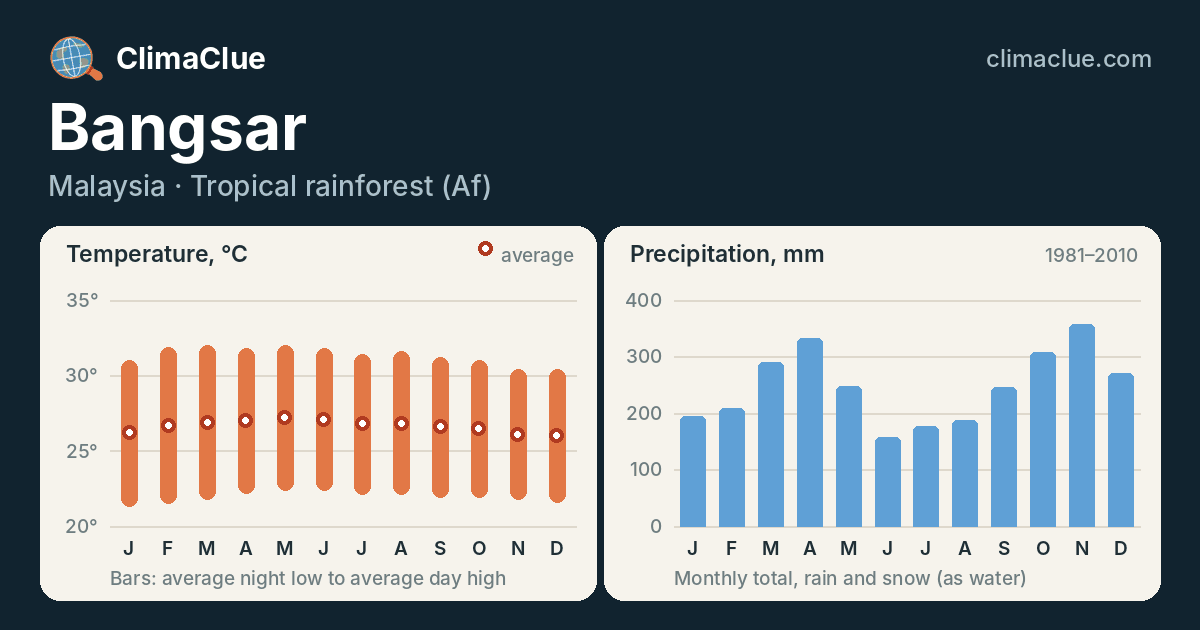 ClimaClue
climaclue.com
Bangsar
Malaysia · Tropical rainforest (Af)
Temperature, °C
average
35°
30°
25°
20°
J F M A M J J A S O N D
Bars: average night low to average day high
Precipitation, mm
1981–2010
400
300
200
100
0
J F M A M J J A S O N D
Monthly total, rain and snow (as water)